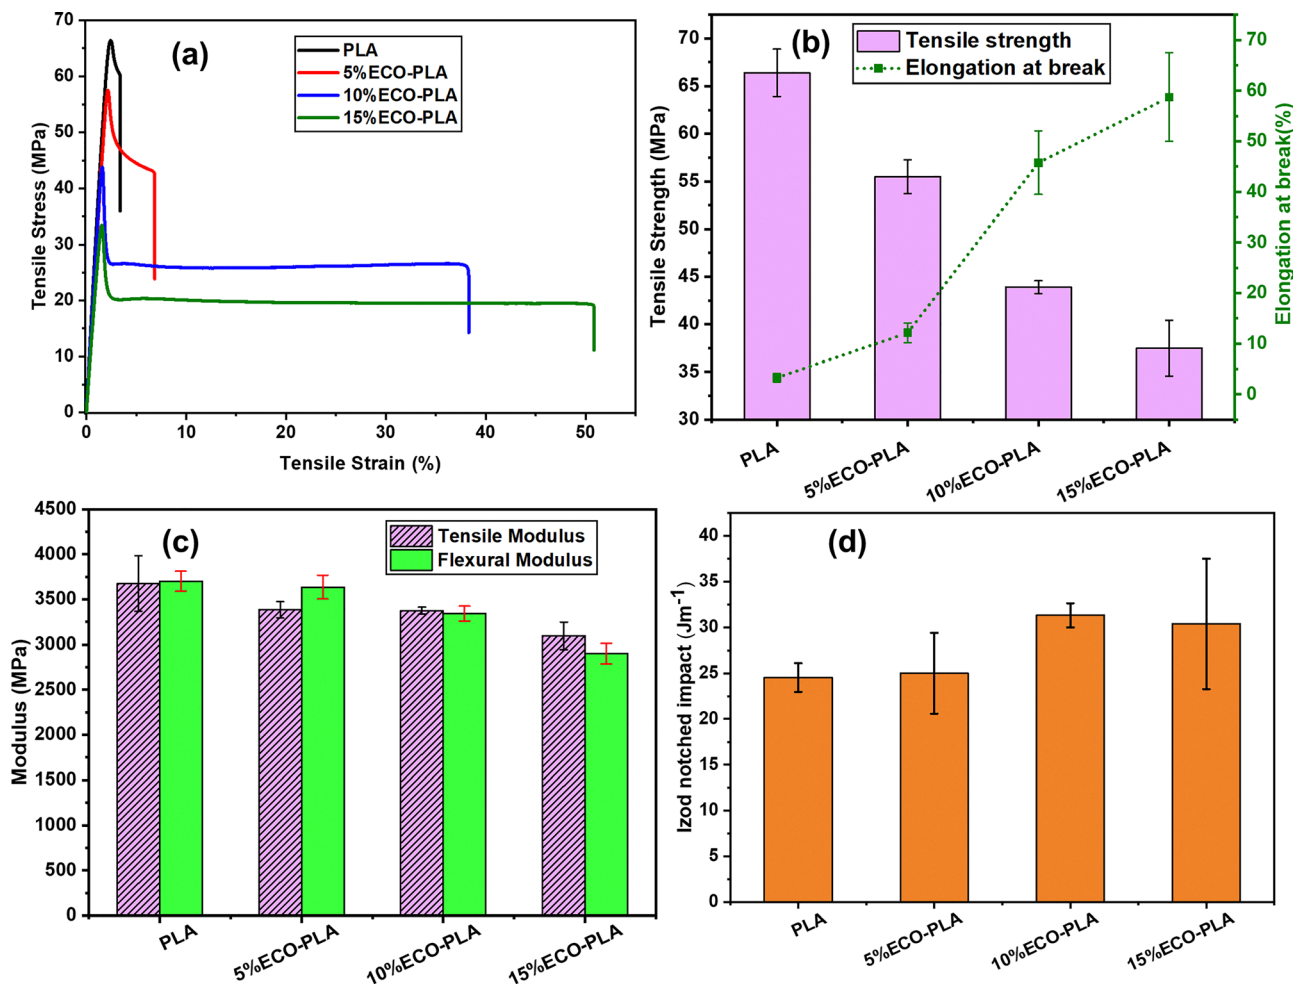 (a)
PLA
5%ECO-PLA
10%ECO-PLA
15%ECO-PLA
Tensile Stress (MPa)
70
60
50
40
30
20
10
0
0 10 20 30 40 50
Tensile Strain (%)
(b)
Tensile strength
Elongation at break
Tensile Strength (MPa)
70
65
60
55
50
45
40
35
30
Elongation at break(%)
70
60
50
40
30
20
10
0
PLA 5%ECO-PLA 10%ECO-PLA 15%ECO-PLA
(c)
Tensile Modulus
Flexural Modulus
Modulus (MPa)
4500
4000
3500
3000
2500
2000
1500
1000
500
0
PLA 5%ECO-PLA 10%ECO-PLA 15%ECO-PLA
(d)
Izod notched impact (Jm⁻¹)
40
35
30
25
20
15
10
5
0
PLA 5%ECO-PLA 10%ECO-PLA 15%ECO-PLA